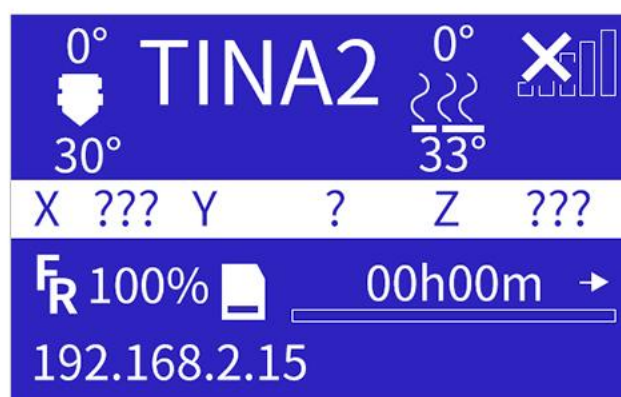 0° TINA2 0°
30° 33°
X ??? Y ? Z ???
FR 100% 00h00m
192.168.2.15